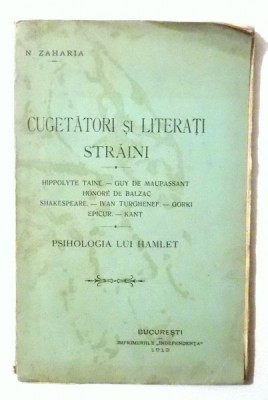 N ZAHARIA
CUGETĂTORI ȘI LITERAȚI
STRĂINI
HIPPOLYTE TAINE. — GUY DE MAUPASSANT
HONORÉ DE BALZAC
SHAKESPEARE. — IVAN TURGHENEF — GORKI
EPICUR. — KANT
PSIHOLOGIA LUI HAMLET
BUCUREȘTI
IMPRIMERIILE „INDEPENDENȚA"